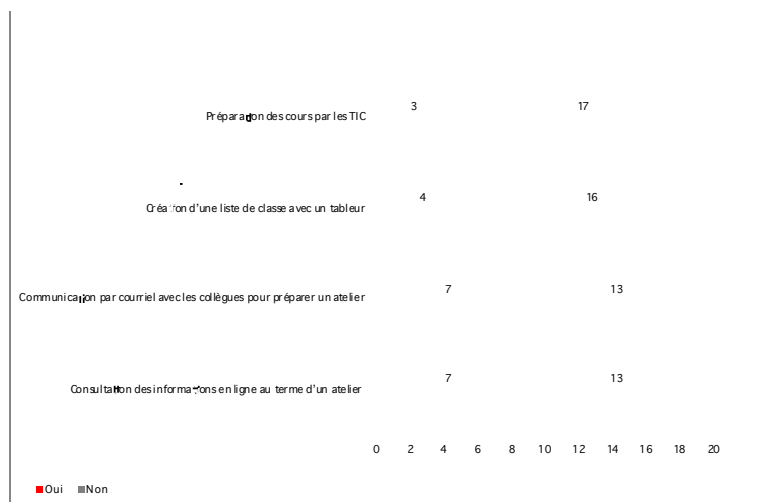 Préparation des cours par les TIC 3 17
Création d'une liste de classe avec un tableur 4 16
Communication par courriel avec les collègues pour préparer un atelier 7 13
Consultation des informations en ligne au terme d'un atelier 7 13
0 2 4 6 8 10 12 14 16 18 20
Oui Non